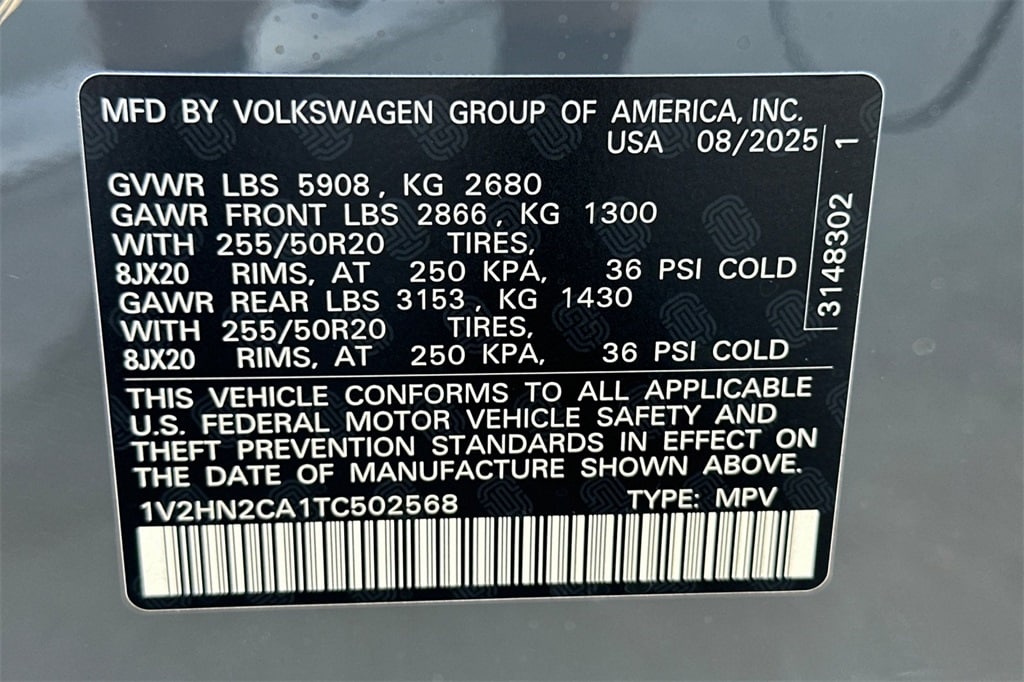 MFD BY VOLKSWAGEN GROUP OF AMERICA, INC.
USA 08/2025
GVWR LBS 5908, KG 2680
GAWR FRONT LBS 2866, KG 1300
WITH 255/50R20 TIRES,
8JX20 RIMS, AT 250 KPA, 36 PSI COLD
GAWR REAR LBS 3153, KG 1430
WITH 255/50R20 TIRES,
8JX20 RIMS, AT 250 KPA, 36 PSI COLD
3148302 1
THIS VEHICLE CONFORMS TO ALL APPLICABLE
U.S. FEDERAL MOTOR VEHICLE SAFETY AND
THEFT PREVENTION STANDARDS IN EFFECT ON
THE DATE OF MANUFACTURE SHOWN ABOVE.
1V2HN2CA1TC502568 TYPE: MPV